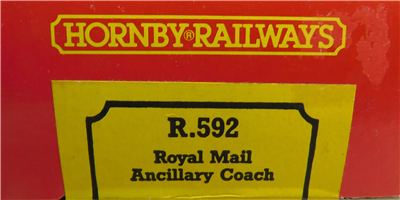 HORNBY®RAILWAYS
R.592
Royal Mail
Ancillary Coach